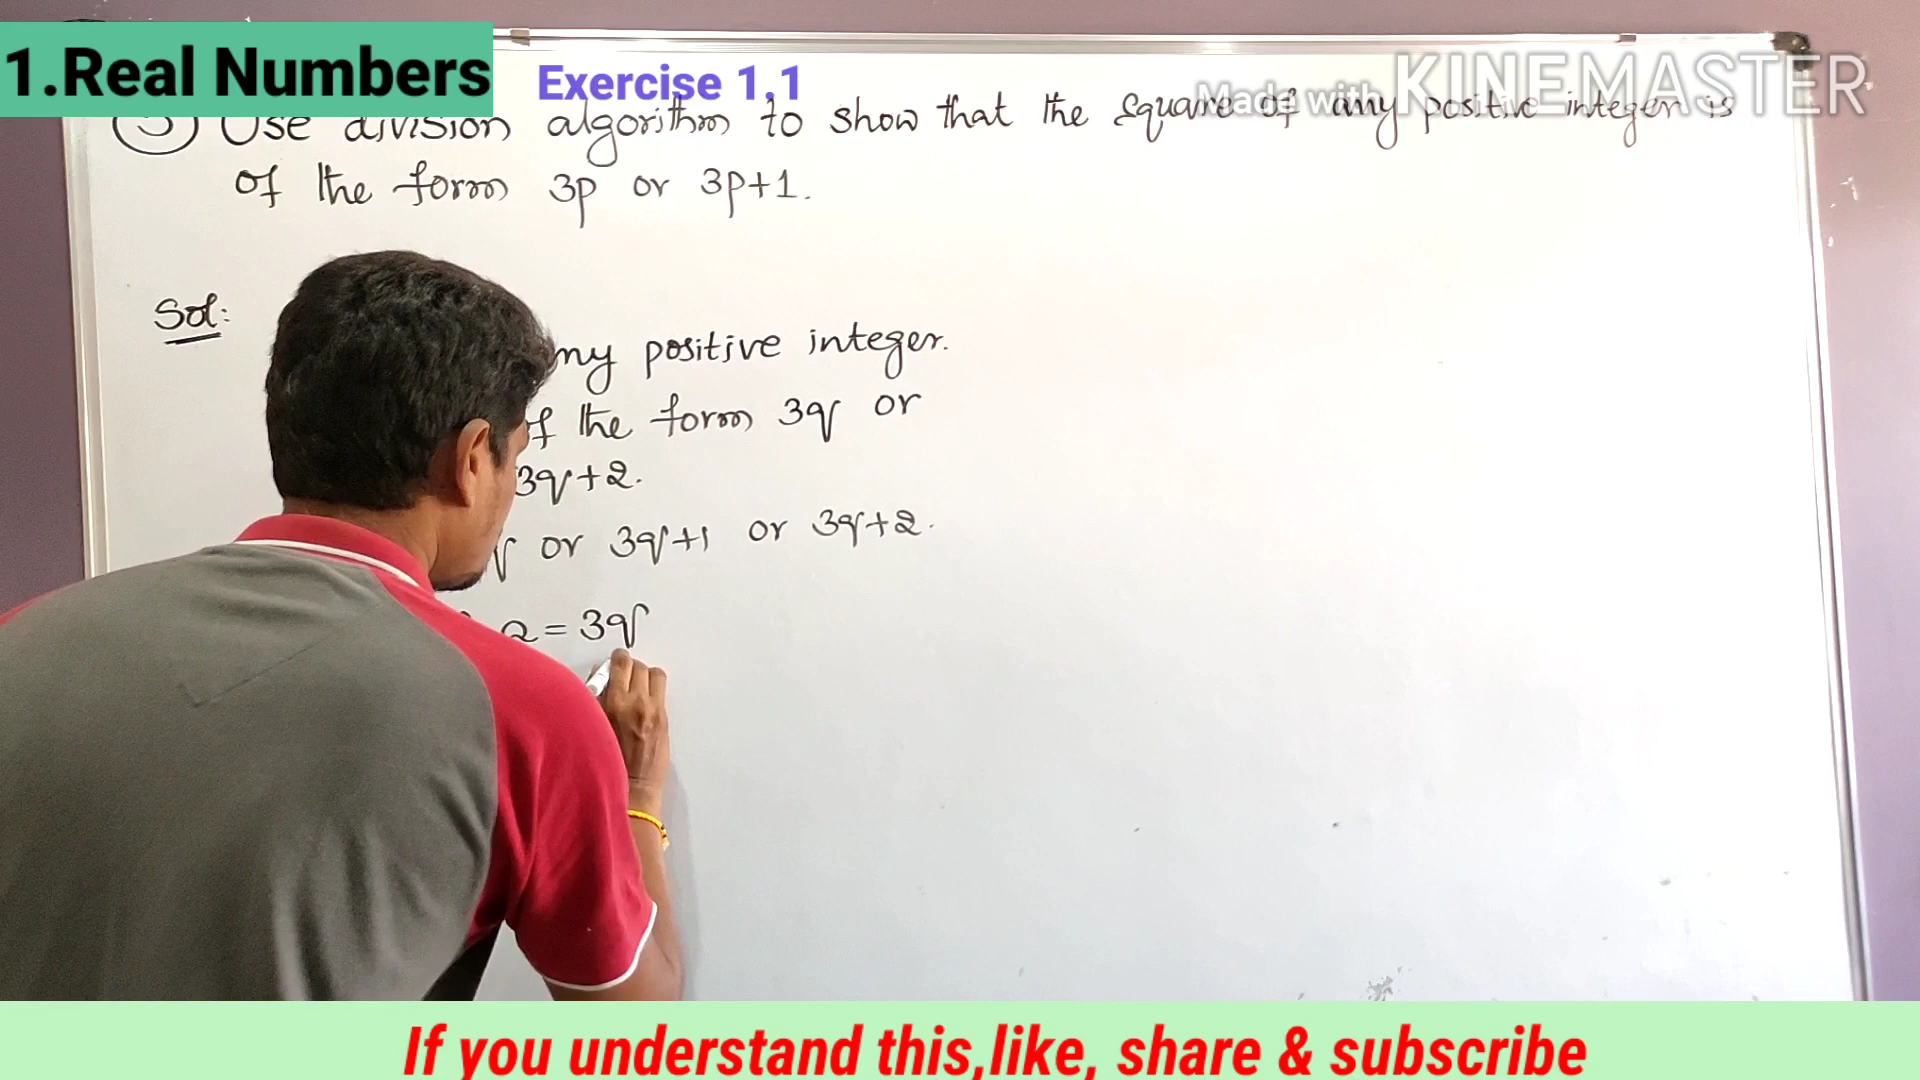 1.Real Numbers
Exercise 1,1
Made with KINEMASTER
3 Use division algorithm to show that the square of any positive integer is
of the form 3p or 3p+1.
Sol:
positive integer.
of the form 3q or
3q+2.
or 3q+1 or 3q+2.
a = 3q
If you understand this,like, share & subscribe